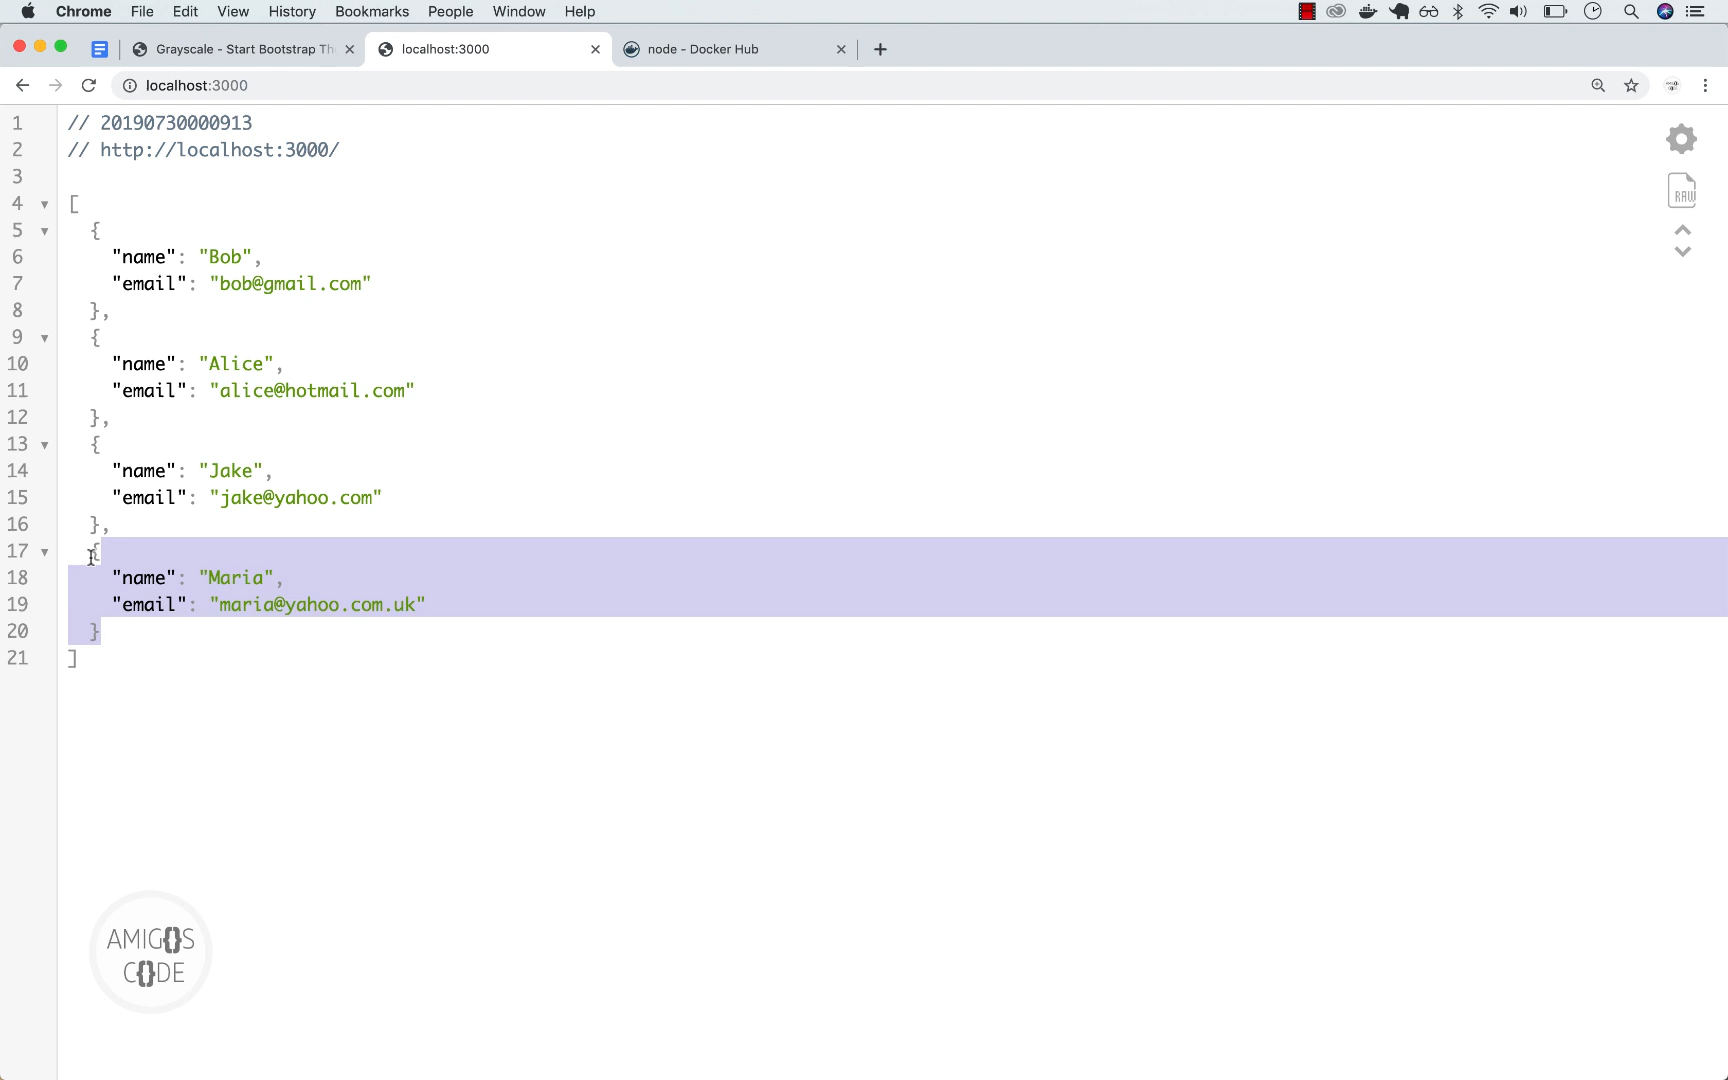 Chrome File Edit View History Bookmarks People Window Help
Grayscale - Start Bootstrap Th
localhost:3000
node - Docker Hub
localhost:3000
1 // 20190730000913
2 // http://localhost:3000/
3
4 [
5 {
6 "name": "Bob",
7 "email": "bob@gmail.com"
8 },
9 {
10 "name": "Alice",
11 "email": "alice@hotmail.com"
12 },
13 {
14 "name": "Jake",
15 "email": "jake@yahoo.com"
16 },
17 {
18 "name": "Maria",
19 "email": "maria@yahoo.com.uk"
20 }
21 ]
RAW
AMIG{}S
C{}DE